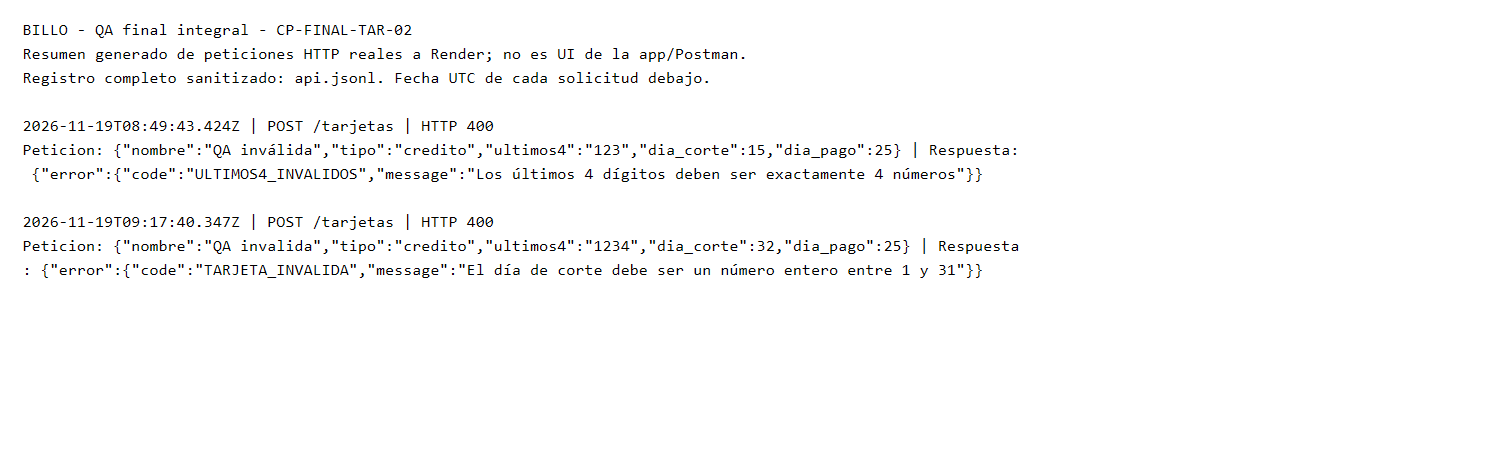 BILLO - QA final integral - CP-FINAL-TAR-02
Resumen generado de peticiones HTTP reales a Render; no es UI de la app/Postman.
Registro completo sanitizado: api.jsonl. Fecha UTC de cada solicitud debajo.
2026-11-19T08:49:43.424Z | POST /tarjetas | HTTP 400
Peticion: {"nombre":"QA inválida","tipo":"credito","ultimos4":"123","dia_corte":15,"dia_pago":25} | Respuesta:
{"error":{"code":"ULTIMOS4_INVALIDOS","message":"Los últimos 4 dígitos deben ser exactamente 4 números"}}
2026-11-19T09:17:40.347Z | POST /tarjetas | HTTP 400
Peticion: {"nombre":"QA invalida","tipo":"credito","ultimos4":"1234","dia_corte":32,"dia_pago":25} | Respuesta
: {"error":{"code":"TARJETA_INVALIDA","message":"El día de corte debe ser un número entero entre 1 y 31"}}